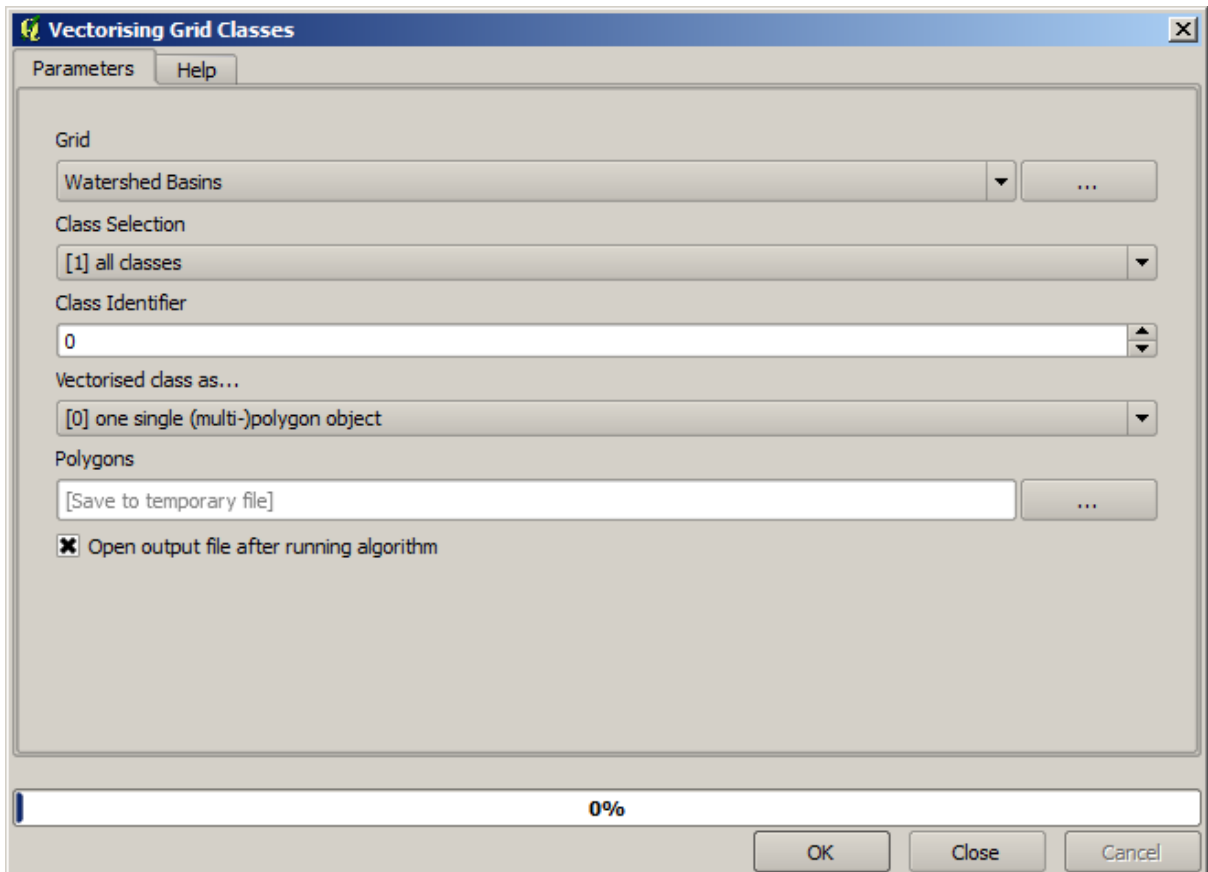 Vectorising Grid Classes
Parameters Help
Grid
Watershed Basins ...
Class Selection
[1] all classes
Class Identifier
0
Vectorised class as...
[0] one single (multi-)polygon object
Polygons
[Save to temporary file] ...
Open output file after running algorithm
0%
OK Close Cancel